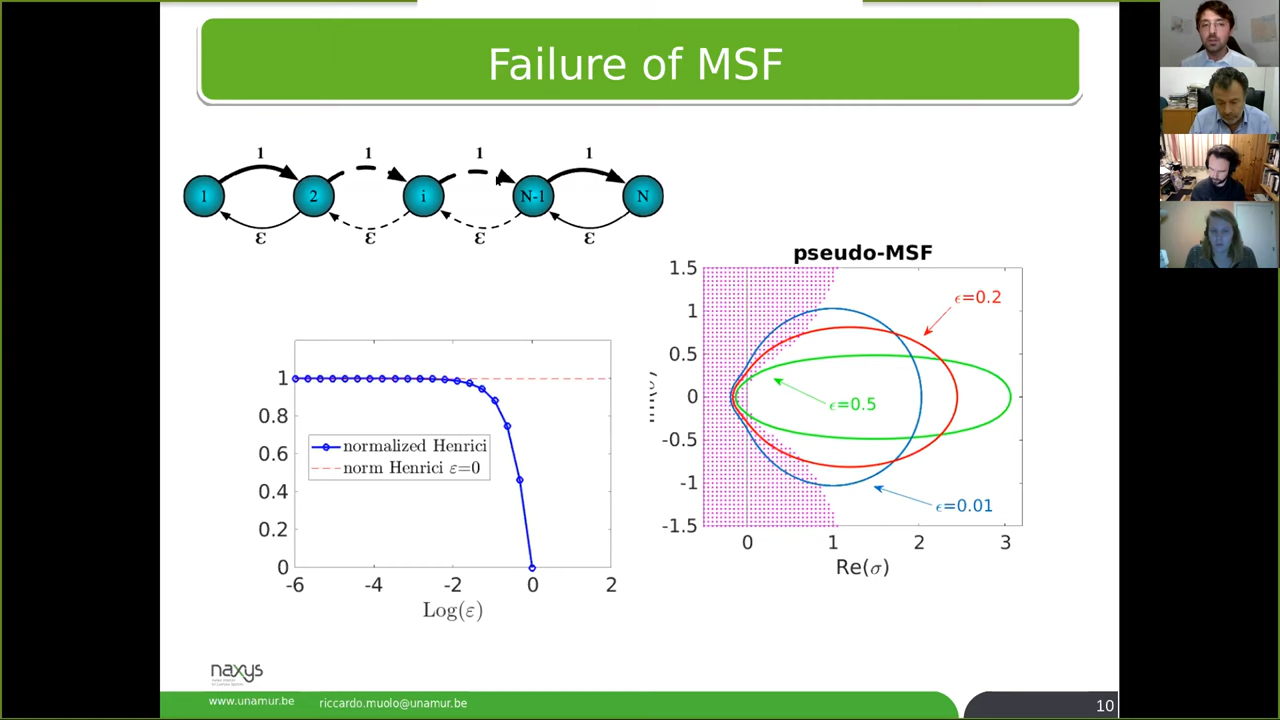 Failure of MSF
1 1 1 1
1 2 i N-1 N
ε ε ε ε
pseudo-MSF
1.5
1
0.5
0
-0.5
-1
-1.5
ϵ=0.2
ϵ=0.5
ϵ=0.01
0 1 2 3
Re(σ)
1
0.8
0.6
0.4
0.2
0
normalized Henrici
norm Henrici ε=0
-6 -4 -2 0 2
Log(ε)
naxys
www.unamur.be riccardo.muolo@unamur.be 10